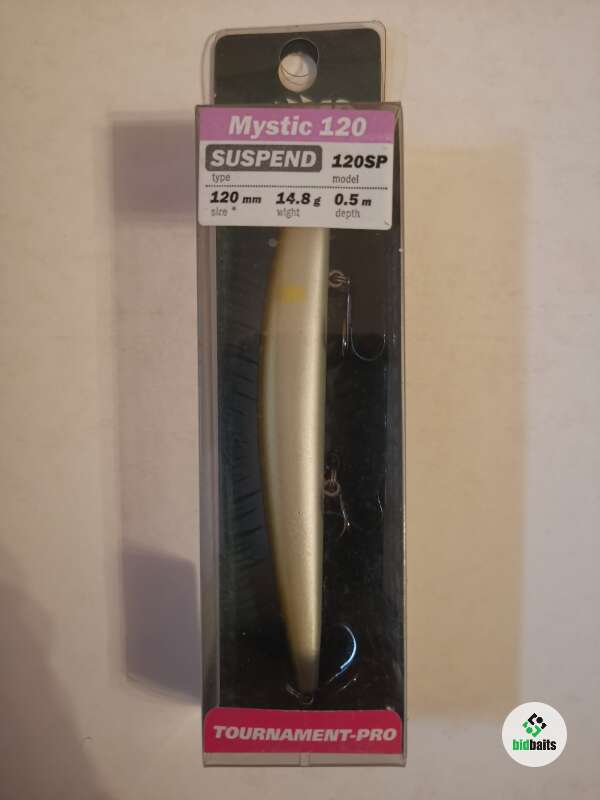 Mystic 120
SUSPEND 120SP
type model
120 mm 14.8 g 0.5 m
size * wight depth
TOURNAMENT-PRO
bidbaits